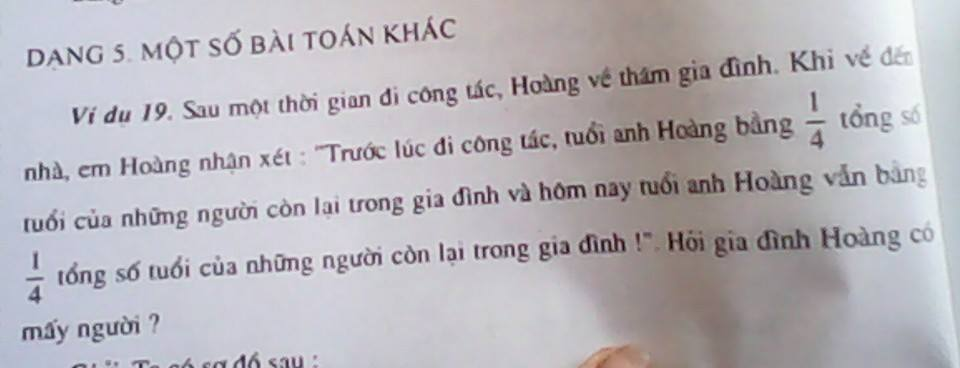 DẠNG 5. MỘT SỐ BÀI TOÁN KHÁC
Ví dụ 19. Sau một thời gian đi công tác, Hoàng về thăm gia đình. Khi về đến
nhà, em Hoàng nhận xét : "Trước lúc đi công tác, tuổi anh Hoàng bằng 1/4 tổng số
tuổi của những người còn lại trong gia đình và hôm nay tuổi anh Hoàng vẫn bằng
1/4 tổng số tuổi của những người còn lại trong gia đình !". Hỏi gia đình Hoàng có
mấy người ?
Ta có sơ đồ sau :